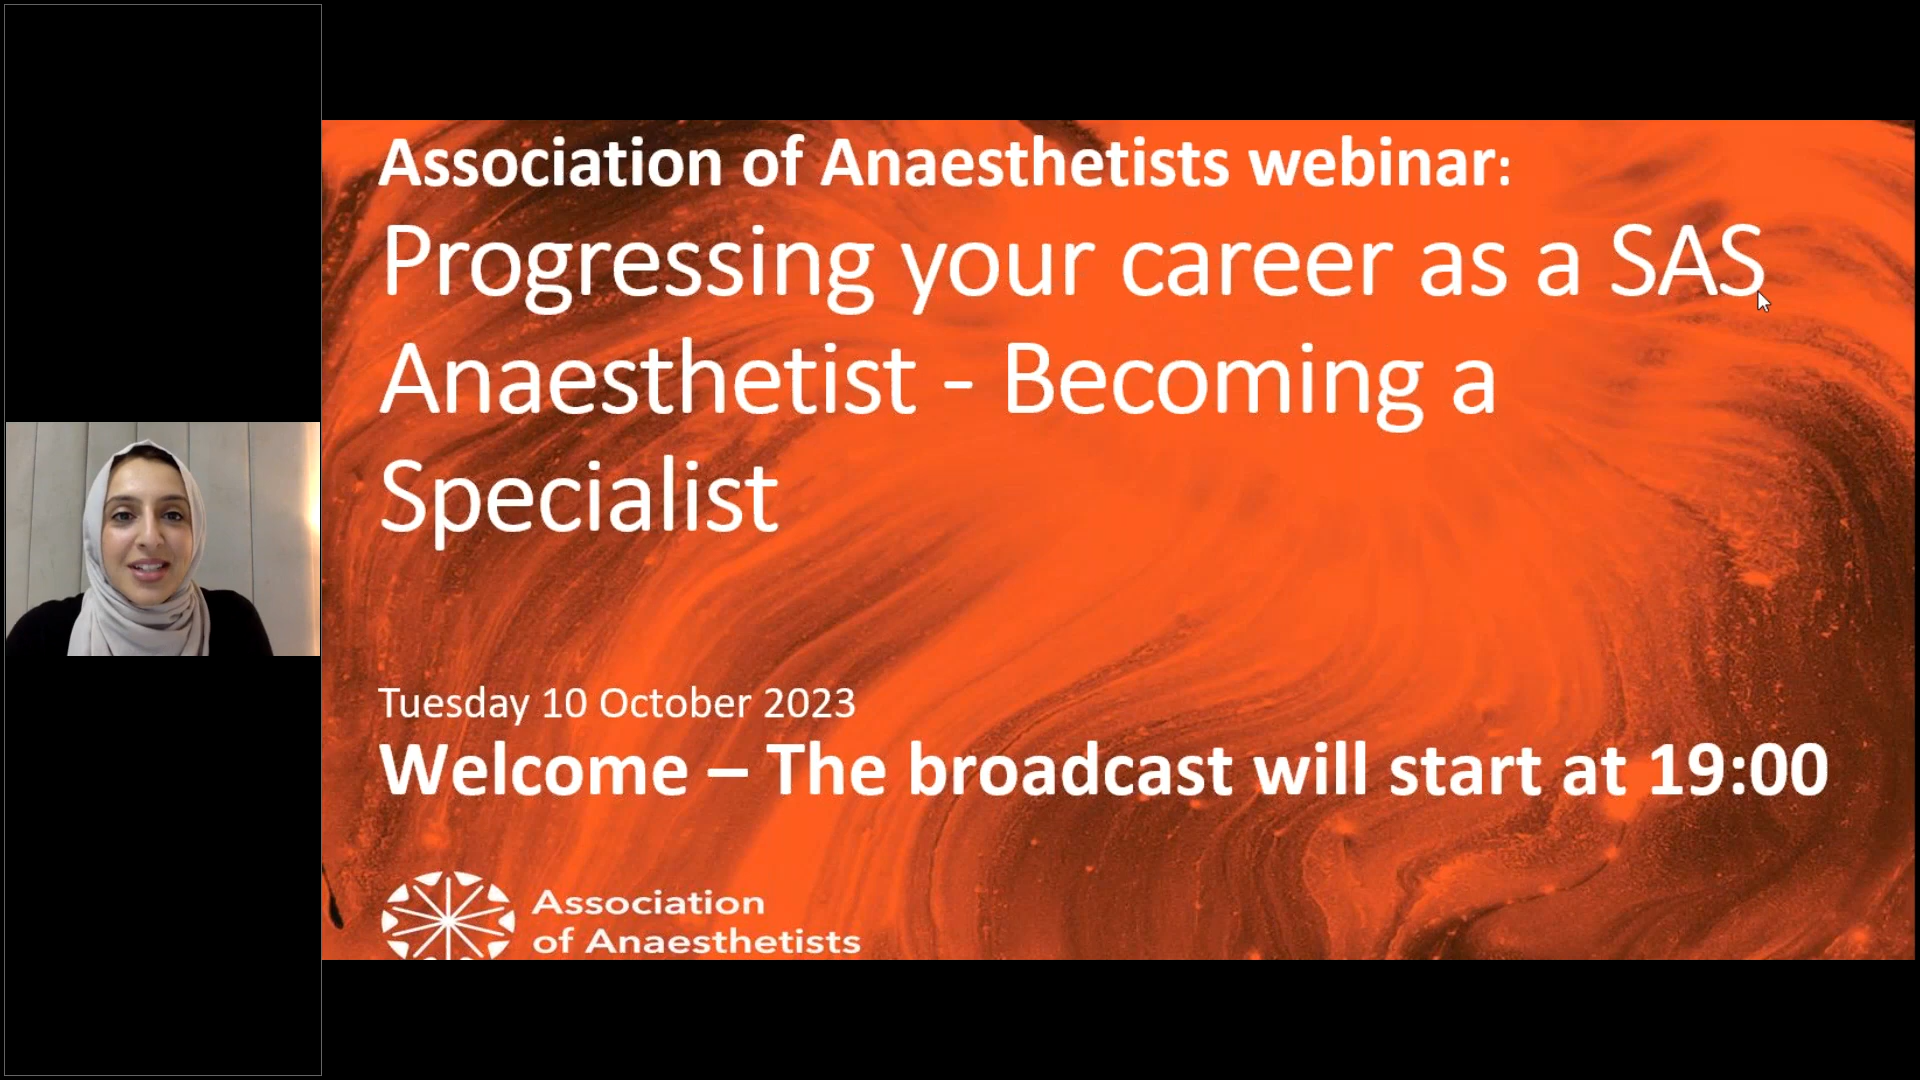 Association of Anaesthetists webinar:
Progressing your career as a SAS
Anaesthetist - Becoming a
Specialist
Tuesday 10 October 2023
Welcome – The broadcast will start at 19:00
Association
of Anaesthetists